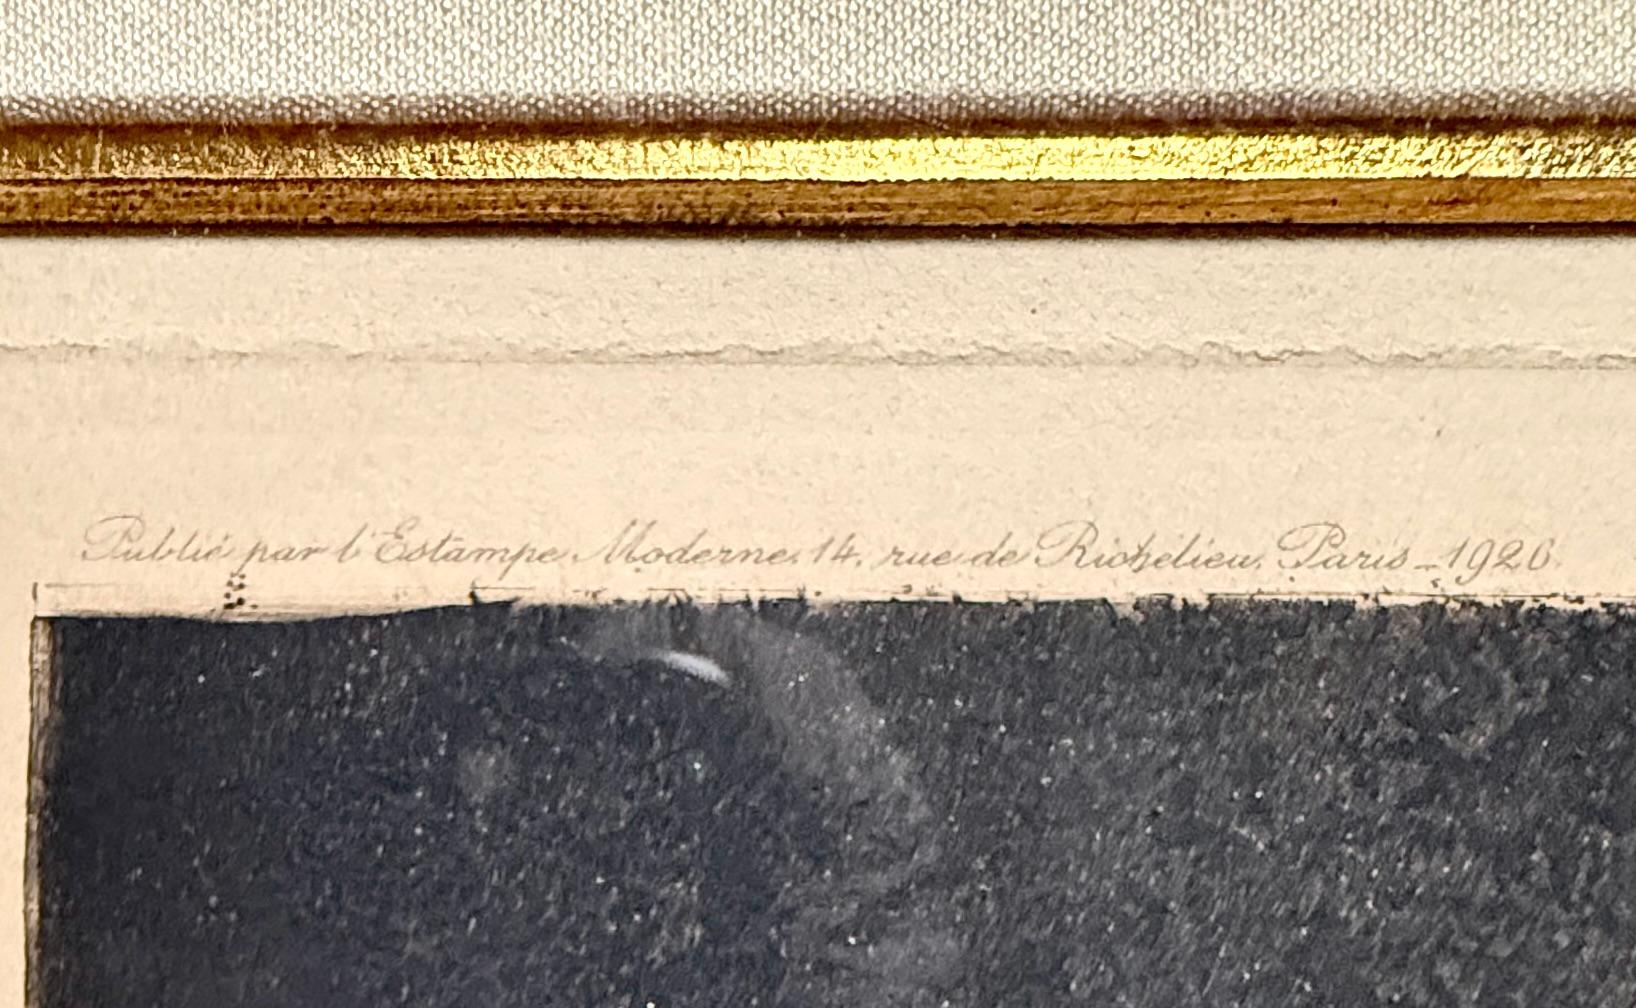 Publié par l'Estampe Moderne. 14, rue de Richelieu. Paris _ 1926.